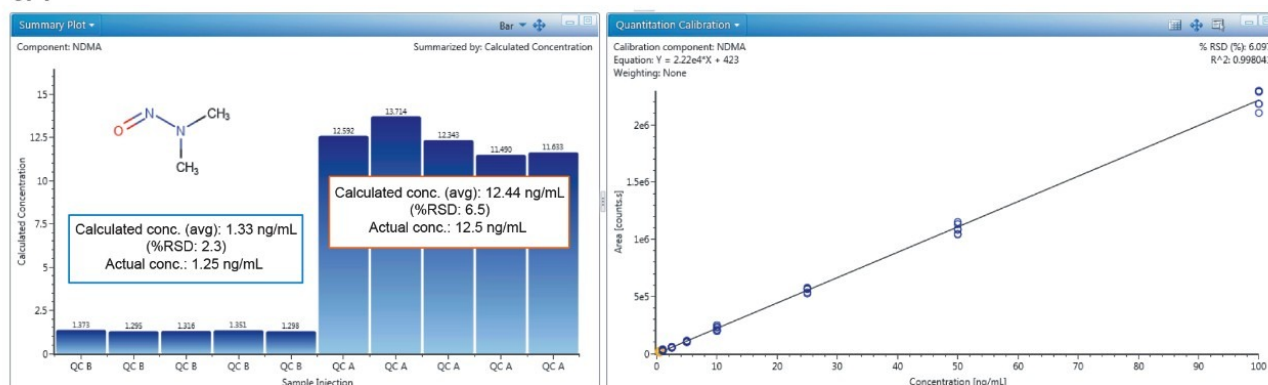 Summary Plot
Bar
Component: NDMA
Summarized by: Calculated Concentration
15
12.5
10
7.5
5
2.5
0
Calculated Concentration
O
N
N
CH3
CH3
12.592
13.714
12.343
11.490
11.633
Calculated conc. (avg): 12.44 ng/mL
(%RSD: 6.5)
Actual conc.: 12.5 ng/mL
Calculated conc. (avg): 1.33 ng/mL
(%RSD: 2.3)
Actual conc.: 1.25 ng/mL
1.373
1.295
1.316
1.351
1.298
QC B QC B QC B QC B QC B QC A QC A QC A QC A QC A
Sample Injection
Quantitation Calibration
Calibration component: NDMA
Equation: Y = 2.22e4*X + 423
Weighting: None
% RSD (%): 6.097
R^2: 0.99804
2e6
1.5e6
1e6
5e5
0
Area [counts.s]
0 10 20 30 40 50 60 70 80 90 100
Concentration [ng/mL]